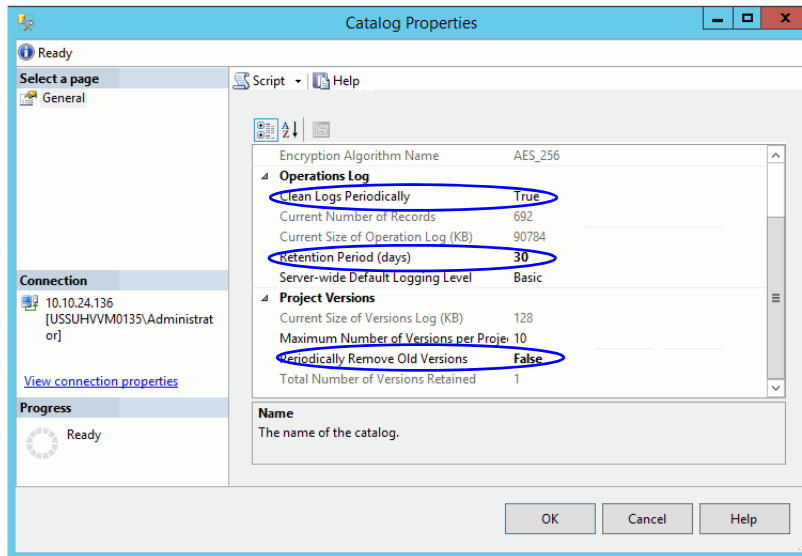 Catalog Properties
Ready
Select a page
General
Script
Help
Encryption Algorithm Name AES_256
Operations Log
Clean Logs Periodically True
Current Number of Records 692
Current Size of Operation Log (KB) 90784
Retention Period (days) 30
Server-wide Default Logging Level Basic
Project Versions
Current Size of Versions Log (KB) 128
Maximum Number of Versions per Proje 10
Periodically Remove Old Versions False
Total Number of Versions Retained 1
Connection
10.10.24.136
[USSUHVVM0135\Administrat
or]
View connection properties
Progress
Ready
Name
The name of the catalog.
OK Cancel Help